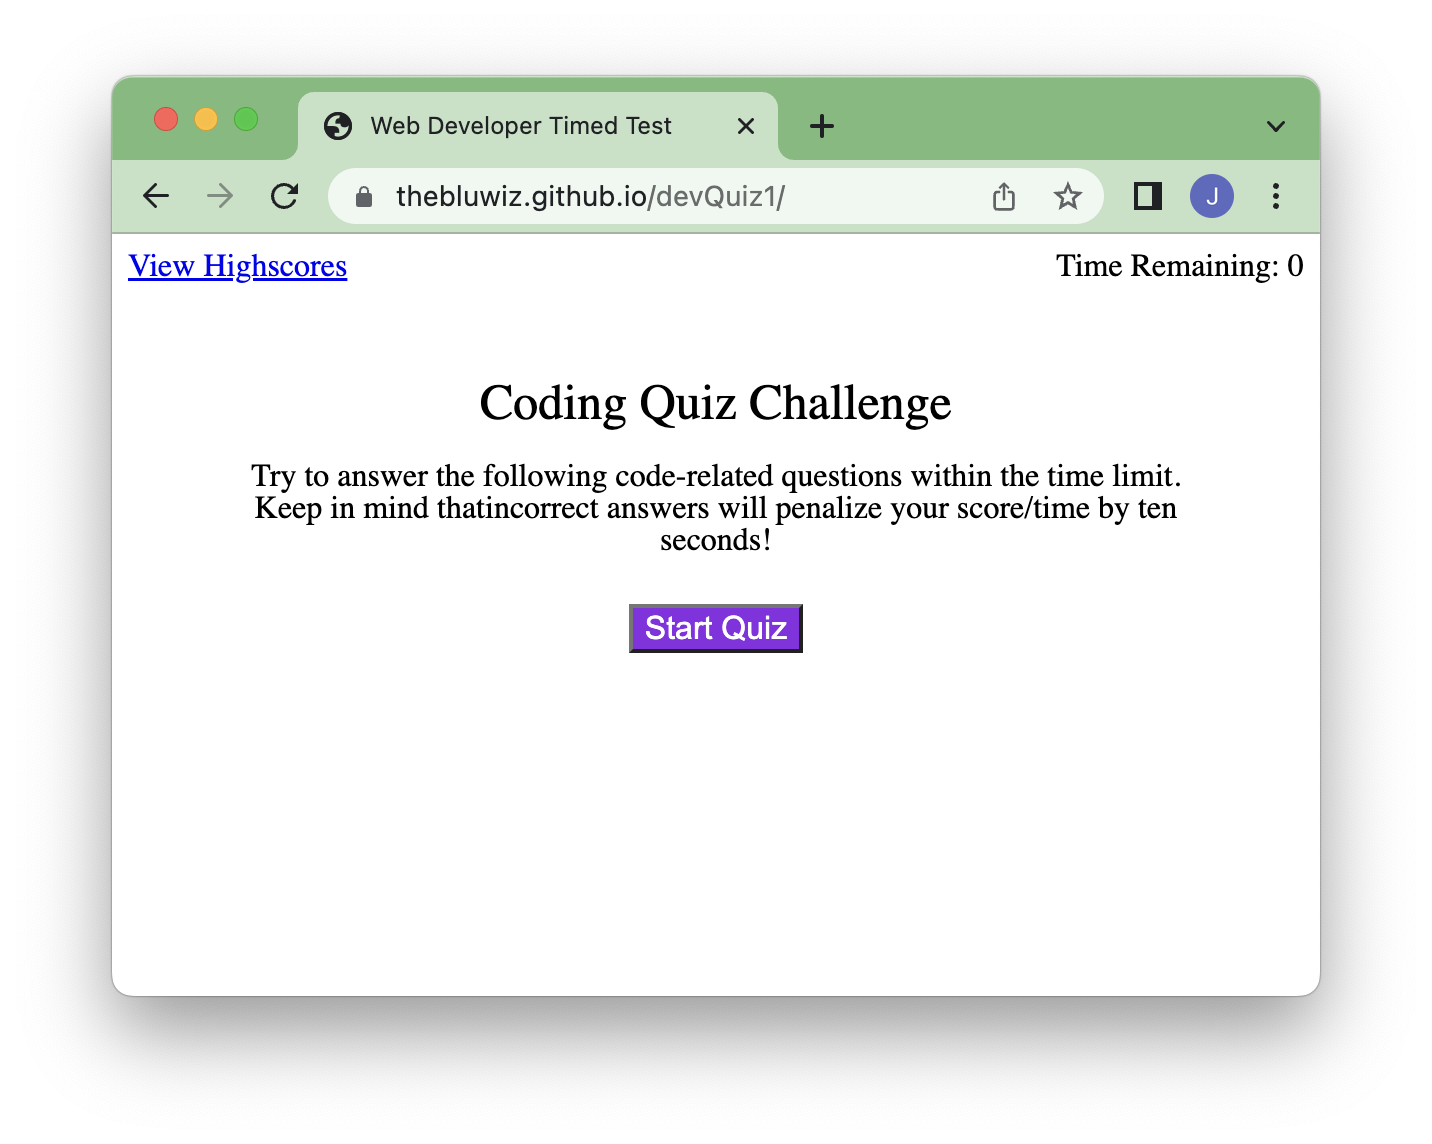 Web Developer Timed Test
thebluwiz.github.io/devQuiz1/
J
View Highscores
Time Remaining: 0
Coding Quiz Challenge
Try to answer the following code-related questions within the time limit.
Keep in mind thatincorrect answers will penalize your score/time by ten
seconds!
Start Quiz